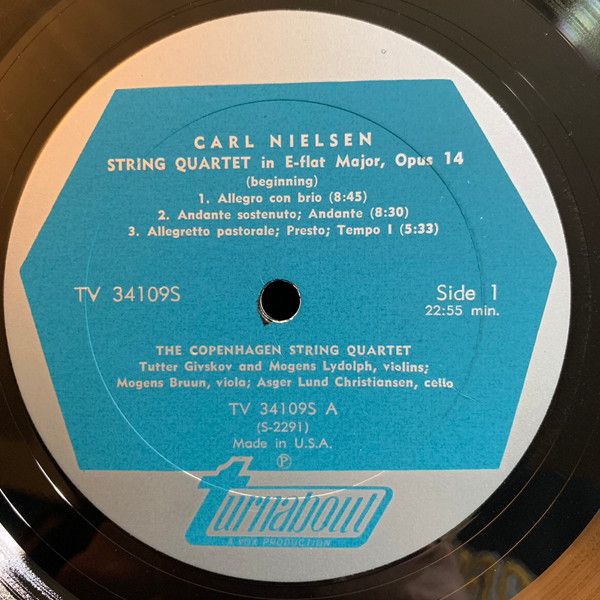 CARL NIELSEN
STRING QUARTET in E-flat Major, Opus 14
(beginning)
1. Allegro con brio (8:45)
2. Andante sostenuto; Andante (8:30)
3. Allegretto pastorale; Presto; Tempo I (5:33)
TV 34109S
Side 1
22:55 min.
THE COPENHAGEN STRING QUARTET
Tutter Givskov and Mogens Lydolph, violins;
Mogens Bruun, viola; Asger Lund Christiansen, cello
TV 34109S A
(S-2291)
Made in U.S.A.
℗
turnabout
A VOX PRODUCTION